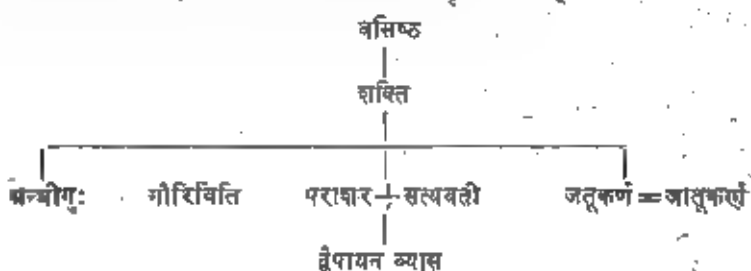 वसिष्ठ
शक्ति
गौरिविति पराशर + सत्यवती जतूकर्ण = जातूकर्ण्य
द्वैपायन व्यास